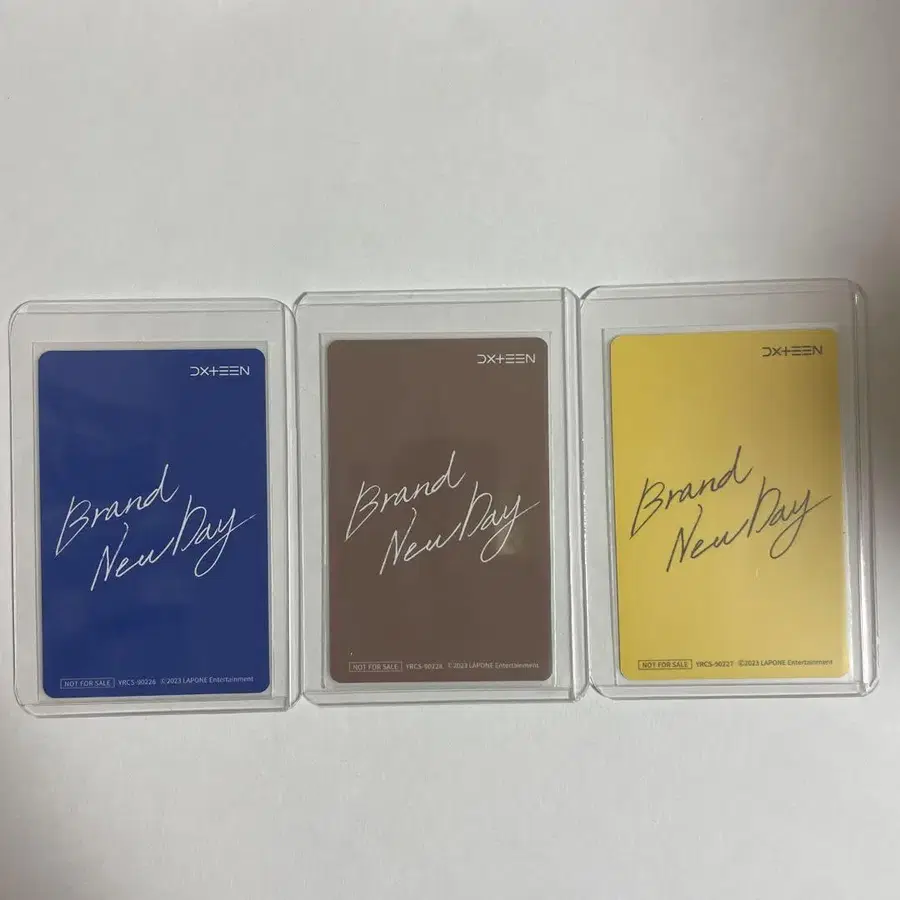 DXTEEN
Brand
New Day
NOT FOR SALE YRCS-90226 ©2023 LAPONE Entertainment
DXTEEN
Brand
New Day
NOT FOR SALE YRCS-90228 ©2023 LAPONE Entertainment
DXTEEN
Brand
New Day
NOT FOR SALE YRCS-90227 ©2023 LAPONE Entertainment